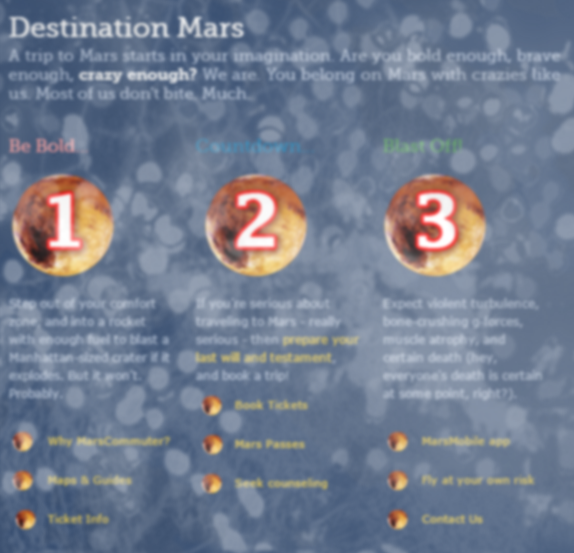 Destination Mars
A trip to Mars starts in your imagination. Are you bold enough, brave
enough, crazy enough? We are. You belong on Mars with crazies like
us. Most of us don't bite. Much.
Be Bold...
Countdown...
Blast Off!
1
2
3
Step out of your comfort
zone, and into a rocket
with enough fuel to blast a
Manhattan-sized crater if it
explodes. But it won't.
Probably.
Why MarsCommuter?
Maps & Guides
Ticket Info
If you're serious about
traveling to Mars - really
serious - then prepare your
last will and testament,
and book a trip!
Book Tickets
Mars Passes
Seek counseling
Expect violent turbulence,
bone-crushing g forces,
muscle atrophy, and
certain death (hey,
everyone's death is certain
at some point, right?).
MarsMobile app
Fly at your own risk
Contact Us